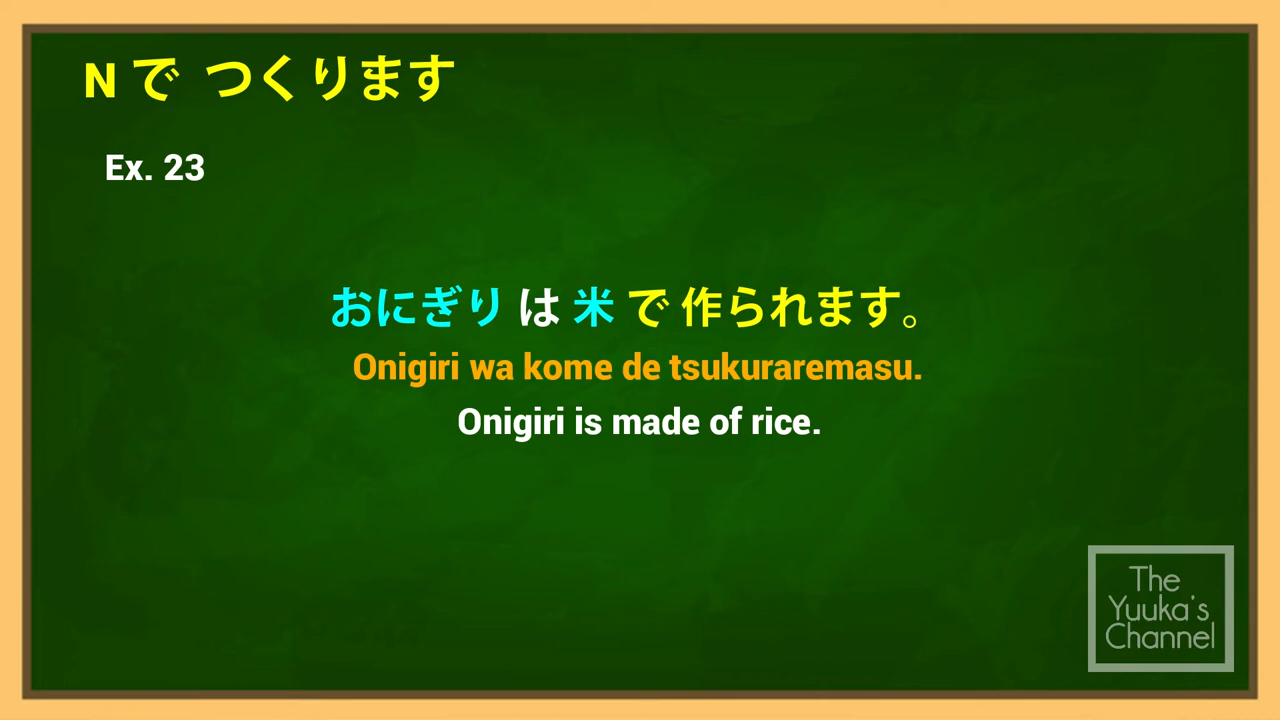 N で つくります
Ex. 23
おにぎり は 米 で 作られます。
Onigiri wa kome de tsukuraremasu.
Onigiri is made of rice.
The
Yuuka's
Channel